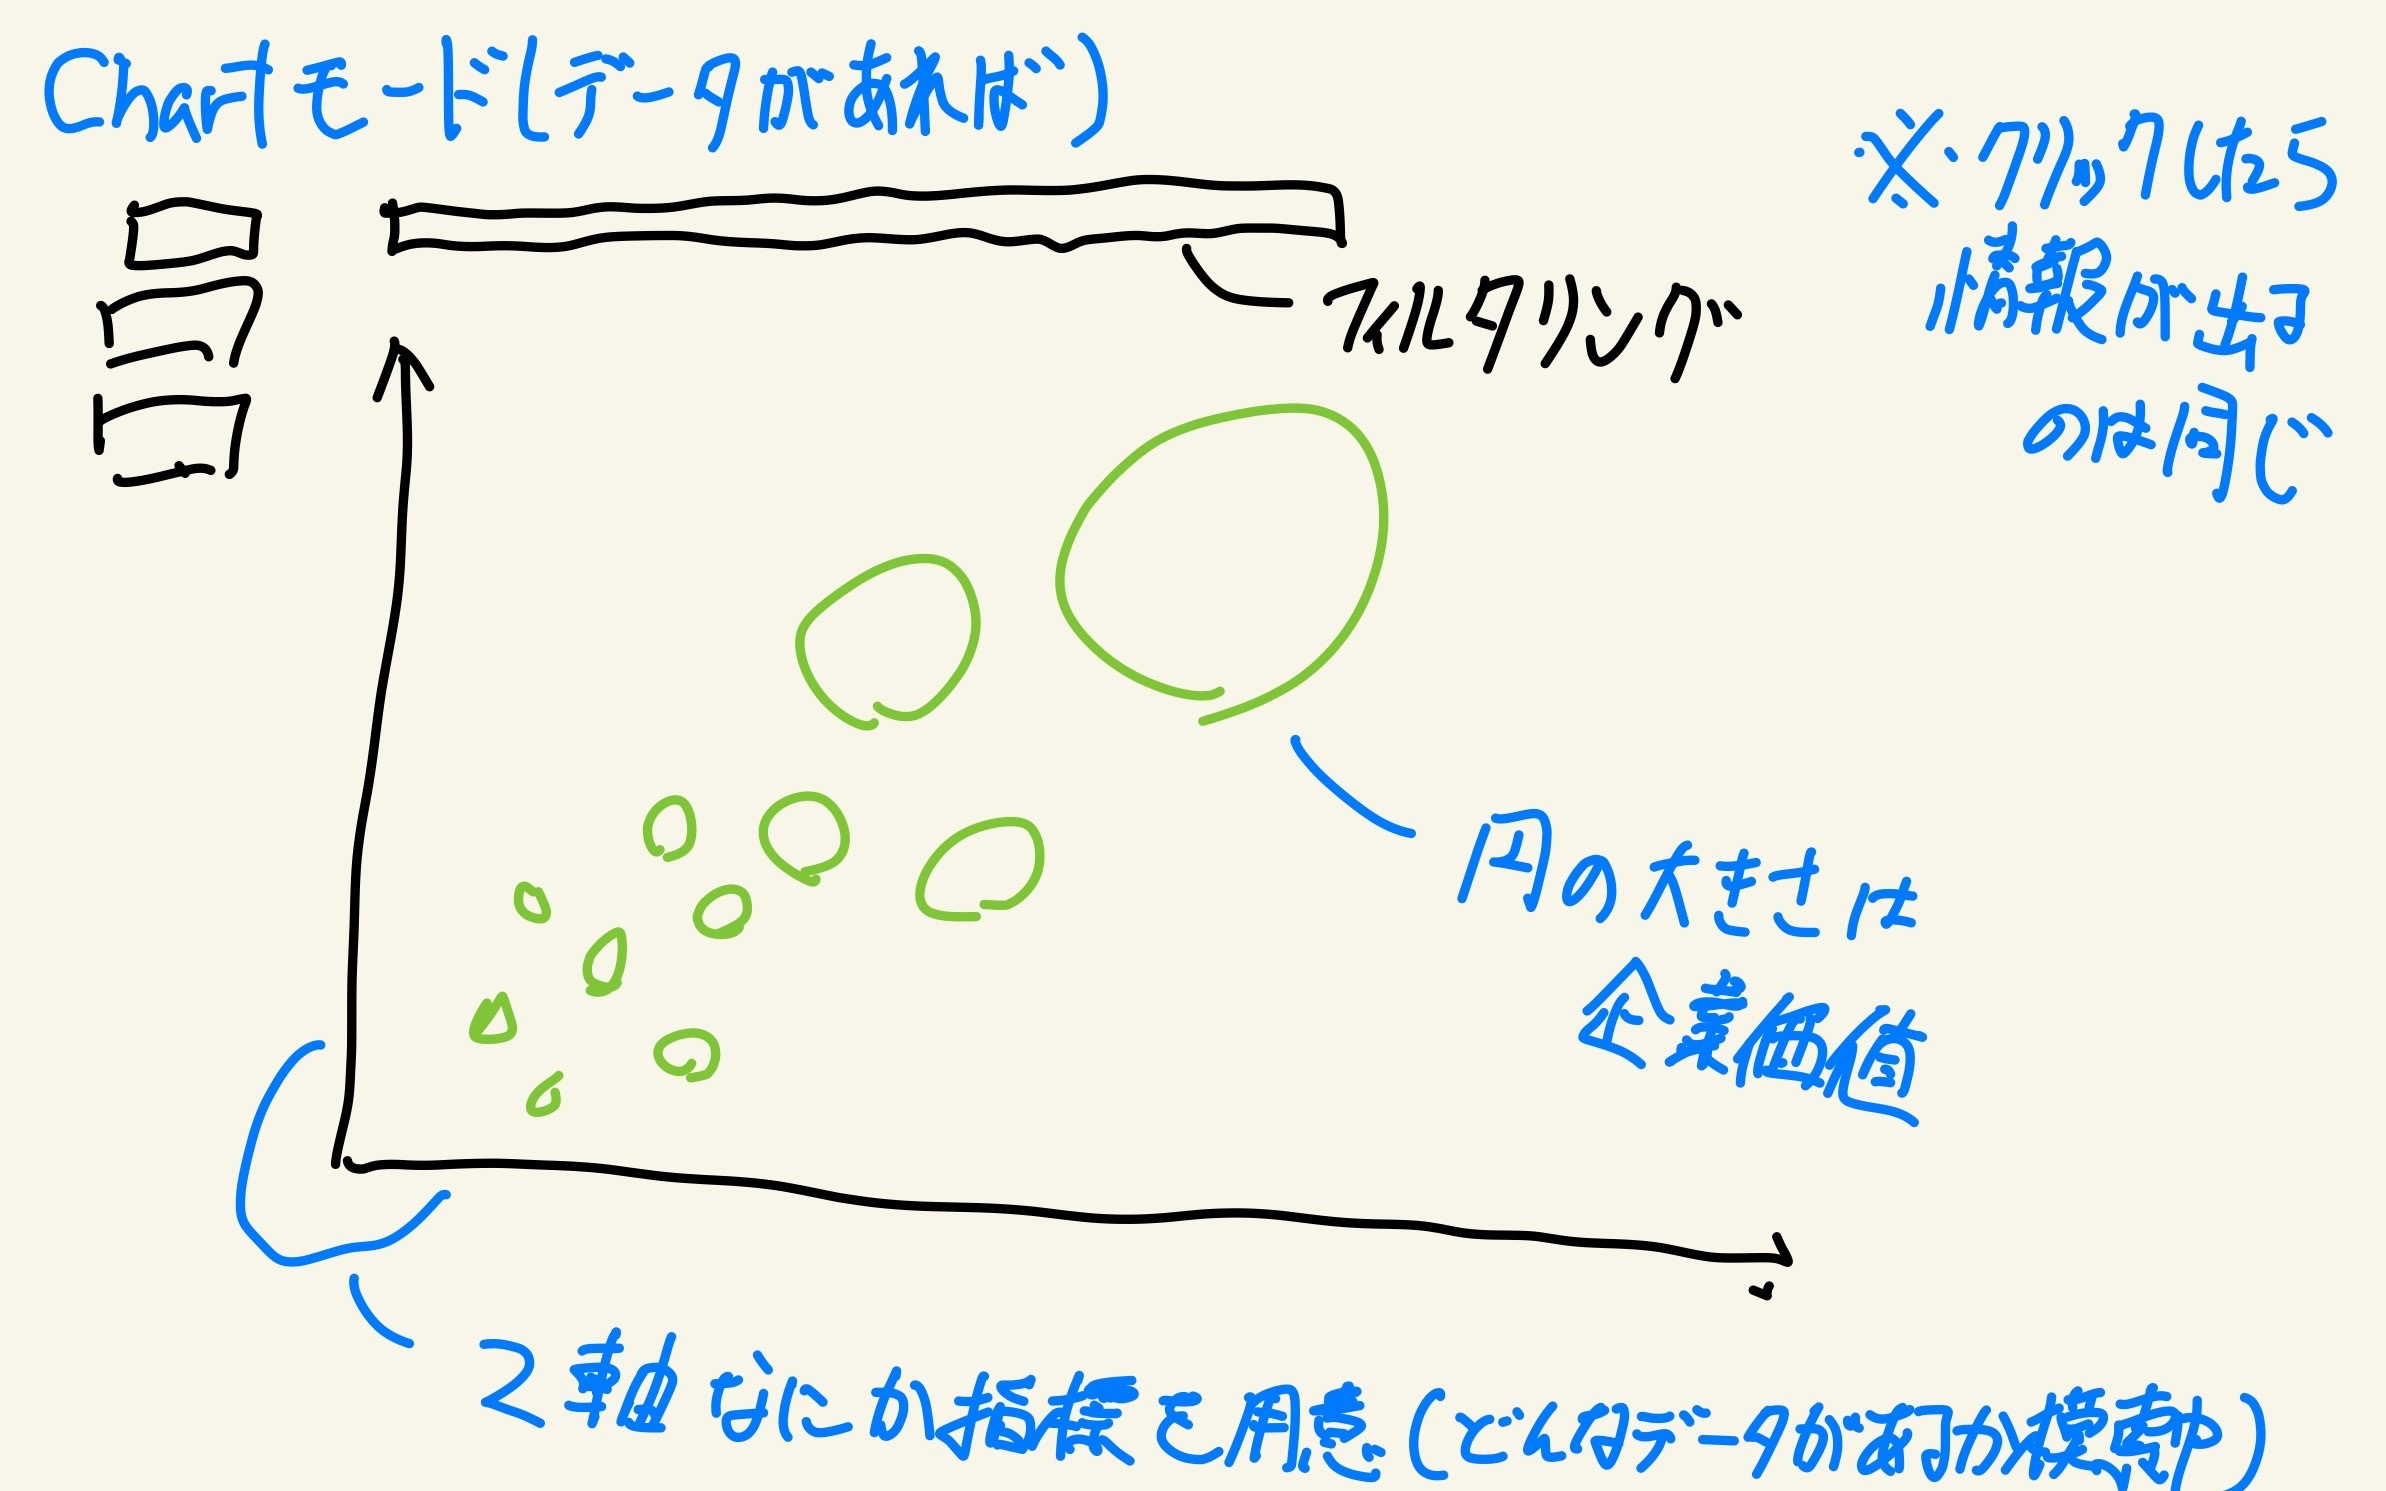 Chartモード(データがあれば)
※クリックしたら
情報が出る
のは同じ
フィルタリング
円の大きさは
企業価値
2軸なにか指標を用意(どんなデータがあるか模索中)